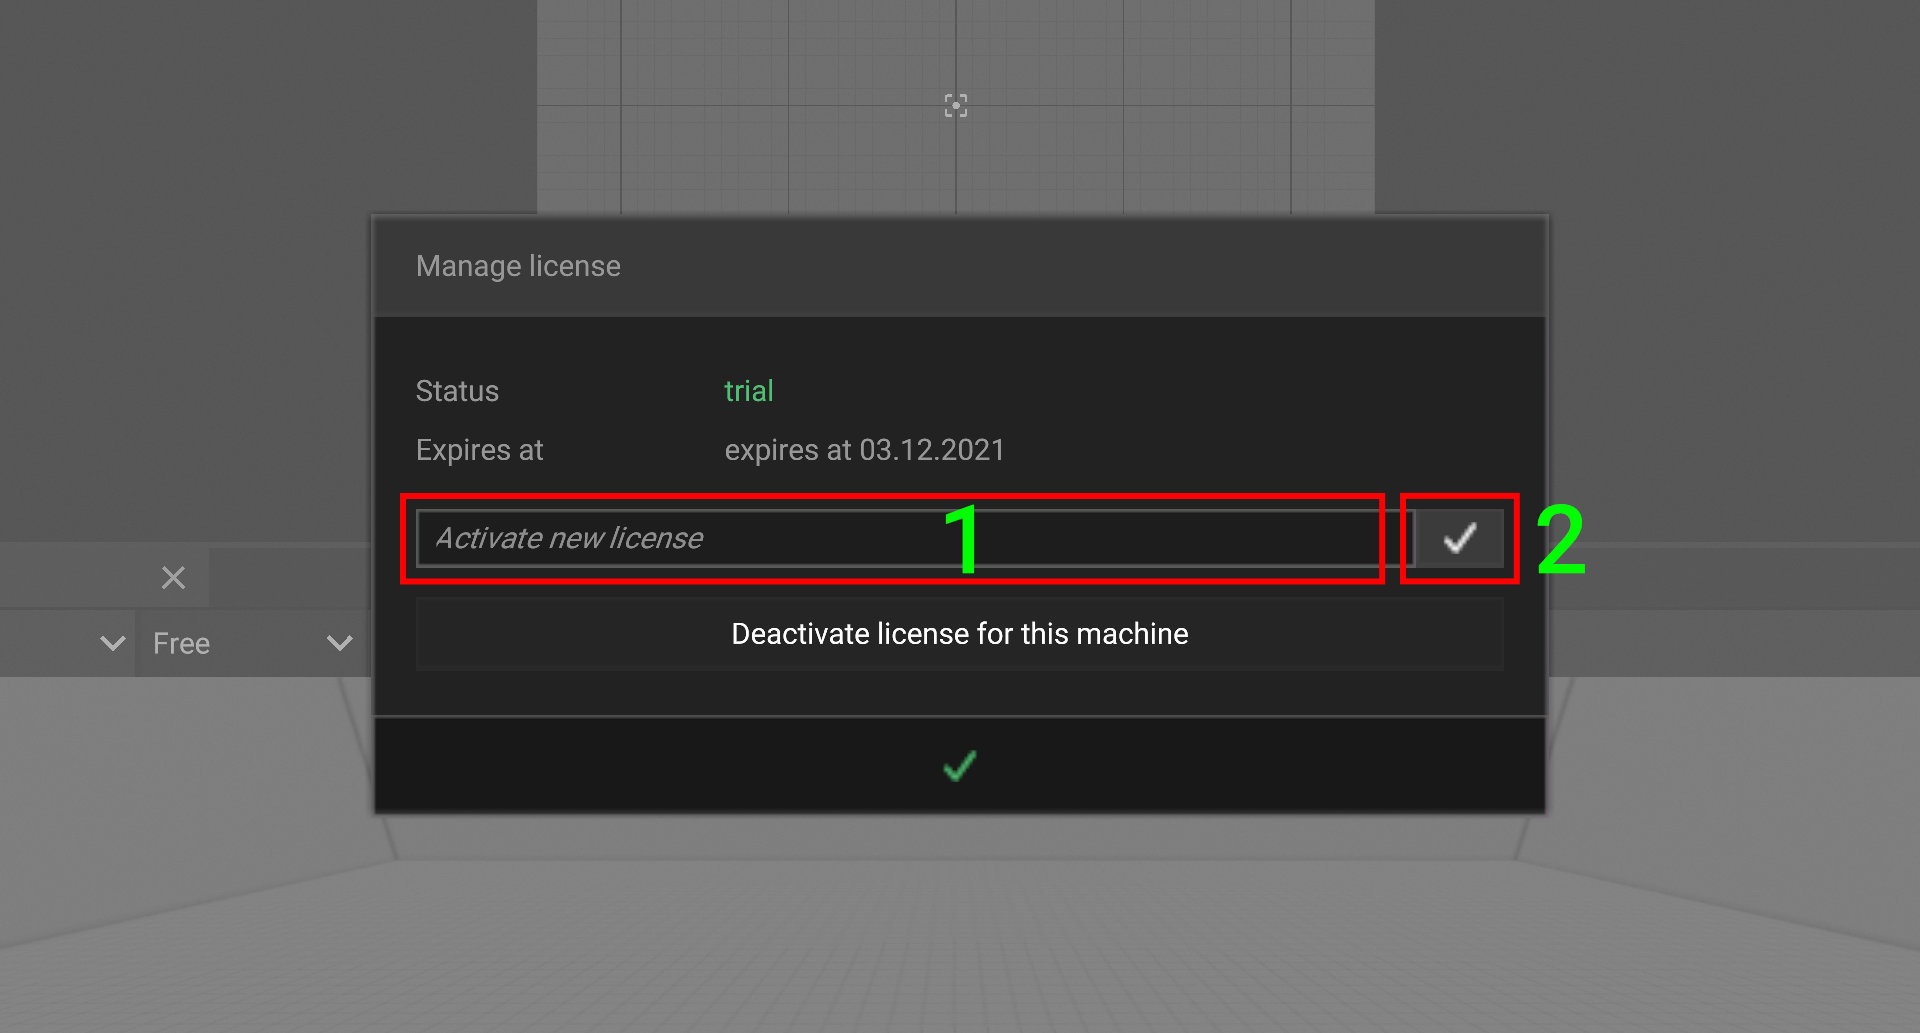 Manage license
Status trial
Expires at expires at 03.12.2021
Activate new license 1 2
Deactivate license for this machine
Free